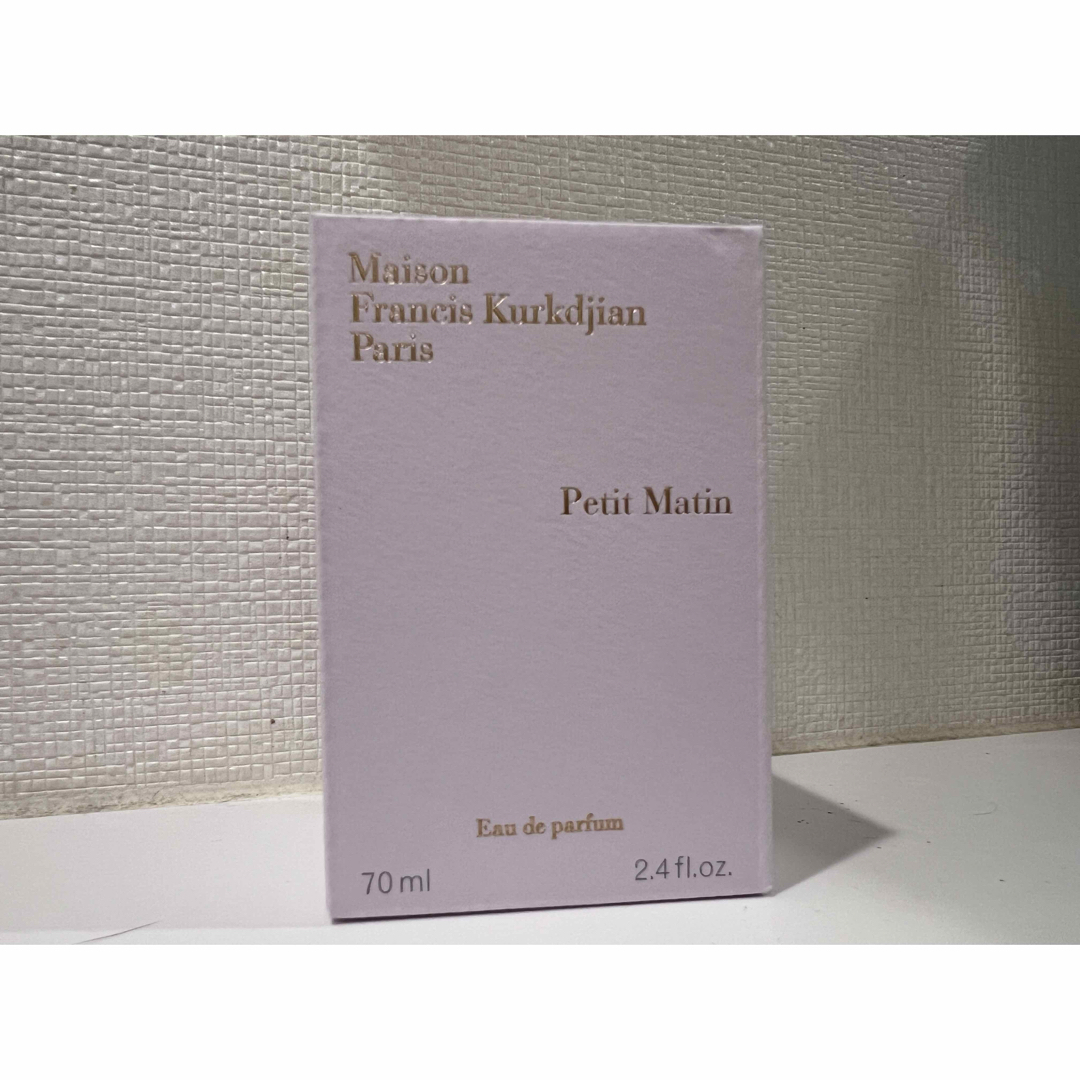 Maison
Francis Kurkdjian
Paris
Petit Matin
Eau de parfum
70 ml
2.4 fl.oz.